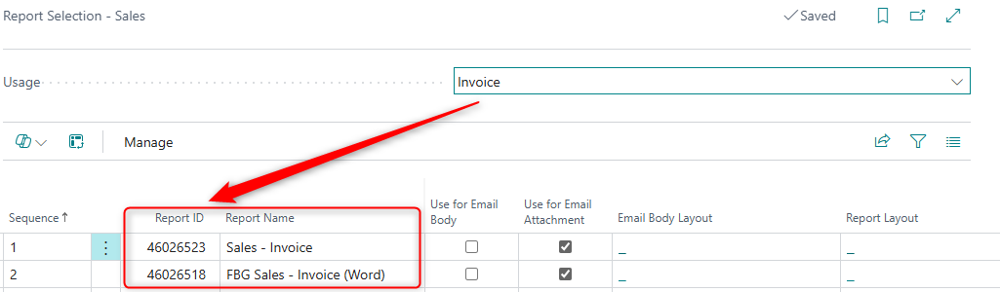 Report Selection - Sales
Saved
Usage
Invoice
Manage
Sequence↑ Report ID Report Name Use for Email Body Use for Email Attachment Email Body Layout Report Layout
1 46026523 Sales - Invoice _ _
2 46026518 FBG Sales - Invoice (Word) _ _